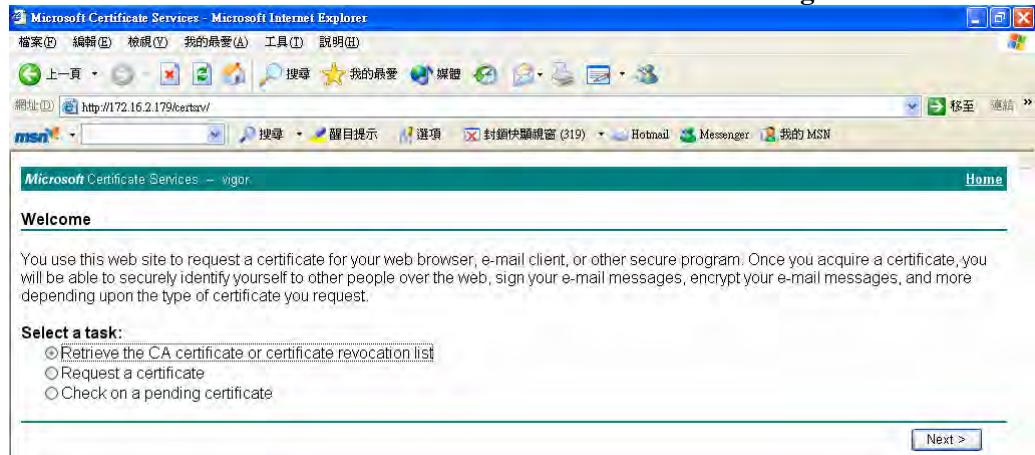 Microsoft Certificate Services - Microsoft Internet Explorer
檔案(F) 編輯(E) 檢視(V) 我的最愛(A) 工具(T) 說明(H)
上一頁 搜尋 我的最愛 媒體
網址(D) http://172.16.2.179/certsrv/ 移至 連結 »
msn 搜尋 醒目提示 選項 封鎖快顯視窗 (319) Hotmail Messenger 我的 MSN
Microsoft Certificate Services -- vigor Home
Welcome
You use this web site to request a certificate for your web browser, e-mail client, or other secure program. Once you acquire a certificate, you
will be able to securely identify yourself to other people over the web, sign your e-mail messages, encrypt your e-mail messages, and more
depending upon the type of certificate you request.
Select a task:
Retrieve the CA certificate or certificate revocation list
Request a certificate
Check on a pending certificate
Next >